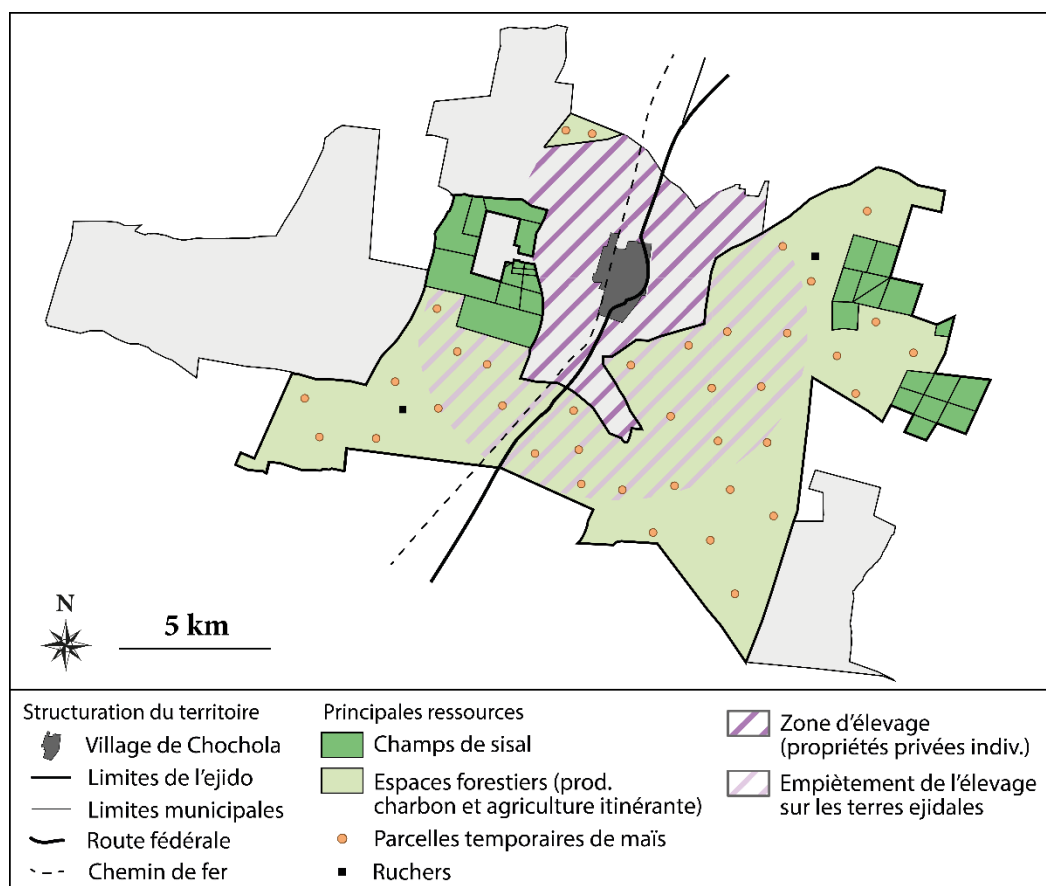 N
5 km
Structuration du territoire
Village de Chochola
Limites de l'ejido
Limites municipales
Route fédérale
Chemin de fer
Principales ressources
Champs de sisal
Espaces forestiers (prod.
charbon et agriculture itinérante)
Parcelles temporaires de maïs
Ruchers
Zone d'élevage
(propriétés privées indiv.)
Empiètement de l'élevage
sur les terres ejidales